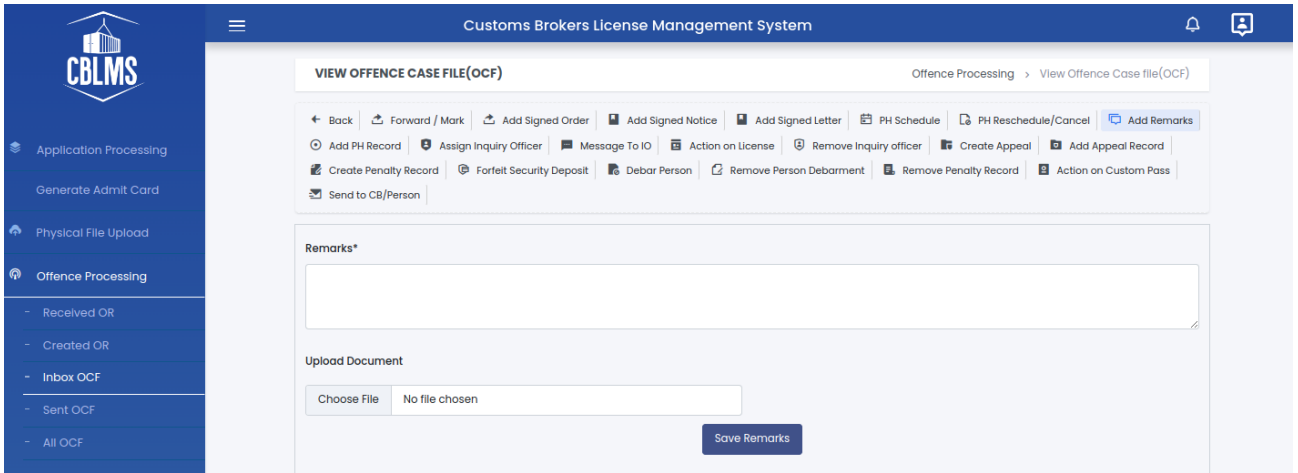 CBLMS
Customs Brokers License Management System
Application Processing
Generate Admit Card
Physical File Upload
Offence Processing
- Received OR
- Created OR
- Inbox OCF
- Sent OCF
- All OCF
VIEW OFFENCE CASE FILE(OCF)
Offence Processing > View Offence Case file(OCF)
Back Forward / Mark Add Signed Order Add Signed Notice Add Signed Letter PH Schedule PH Reschedule/Cancel Add Remarks
Add PH Record Assign Inquiry Officer Message To IO Action on License Remove Inquiry officer Create Appeal Add Appeal Record
Create Penalty Record Forfeit Security Deposit Debar Person Remove Person Debarment Remove Penalty Record Action on Custom Pass
Send to CB/Person
Remarks*
Upload Document
Choose File No file chosen
Save Remarks